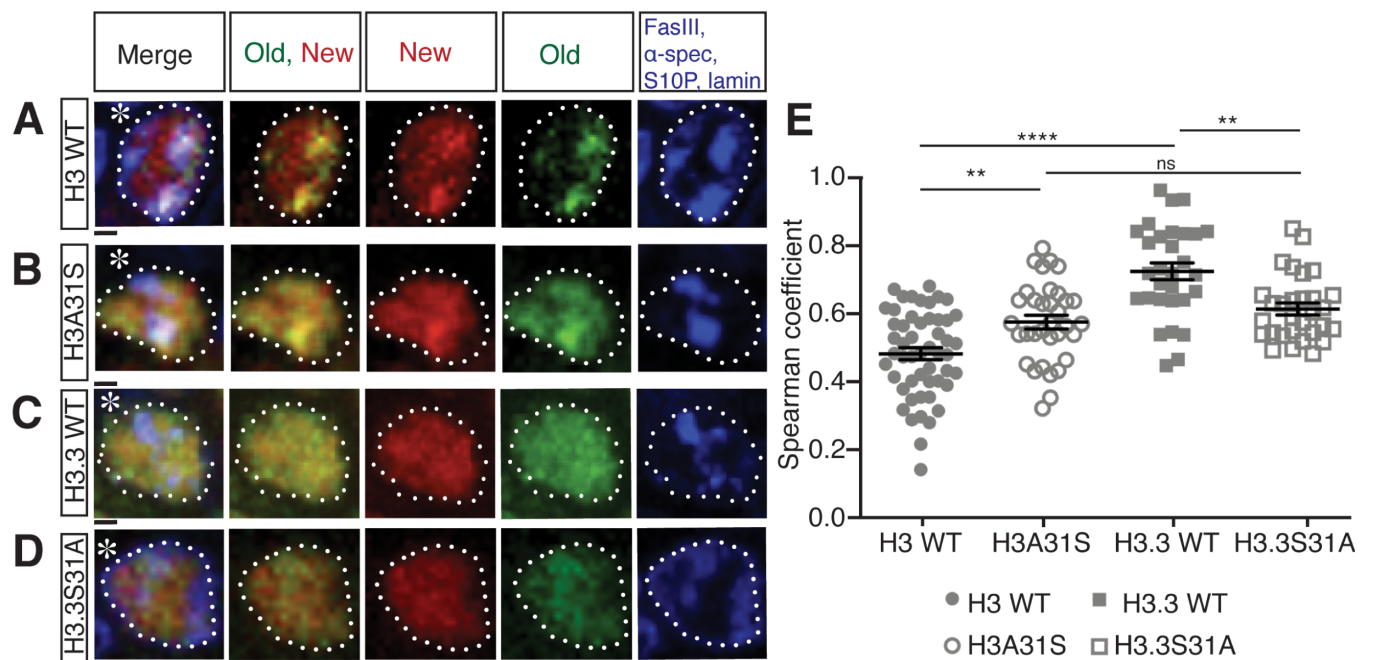 Merge
Old, New
New
Old
FasIII,
α-spec,
S10P, lamin
A
H3 WT
*
B
H3A31S
*
C
H3.3 WT
*
D
H3.3S31A
*
E
**
****
ns
**
Spearman coefficient
1.0
0.8
0.6
0.4
0.2
0.0
H3 WT
H3A31S
H3.3 WT
H3.3S31A
H3 WT
H3.3 WT
H3A31S
H3.3S31A